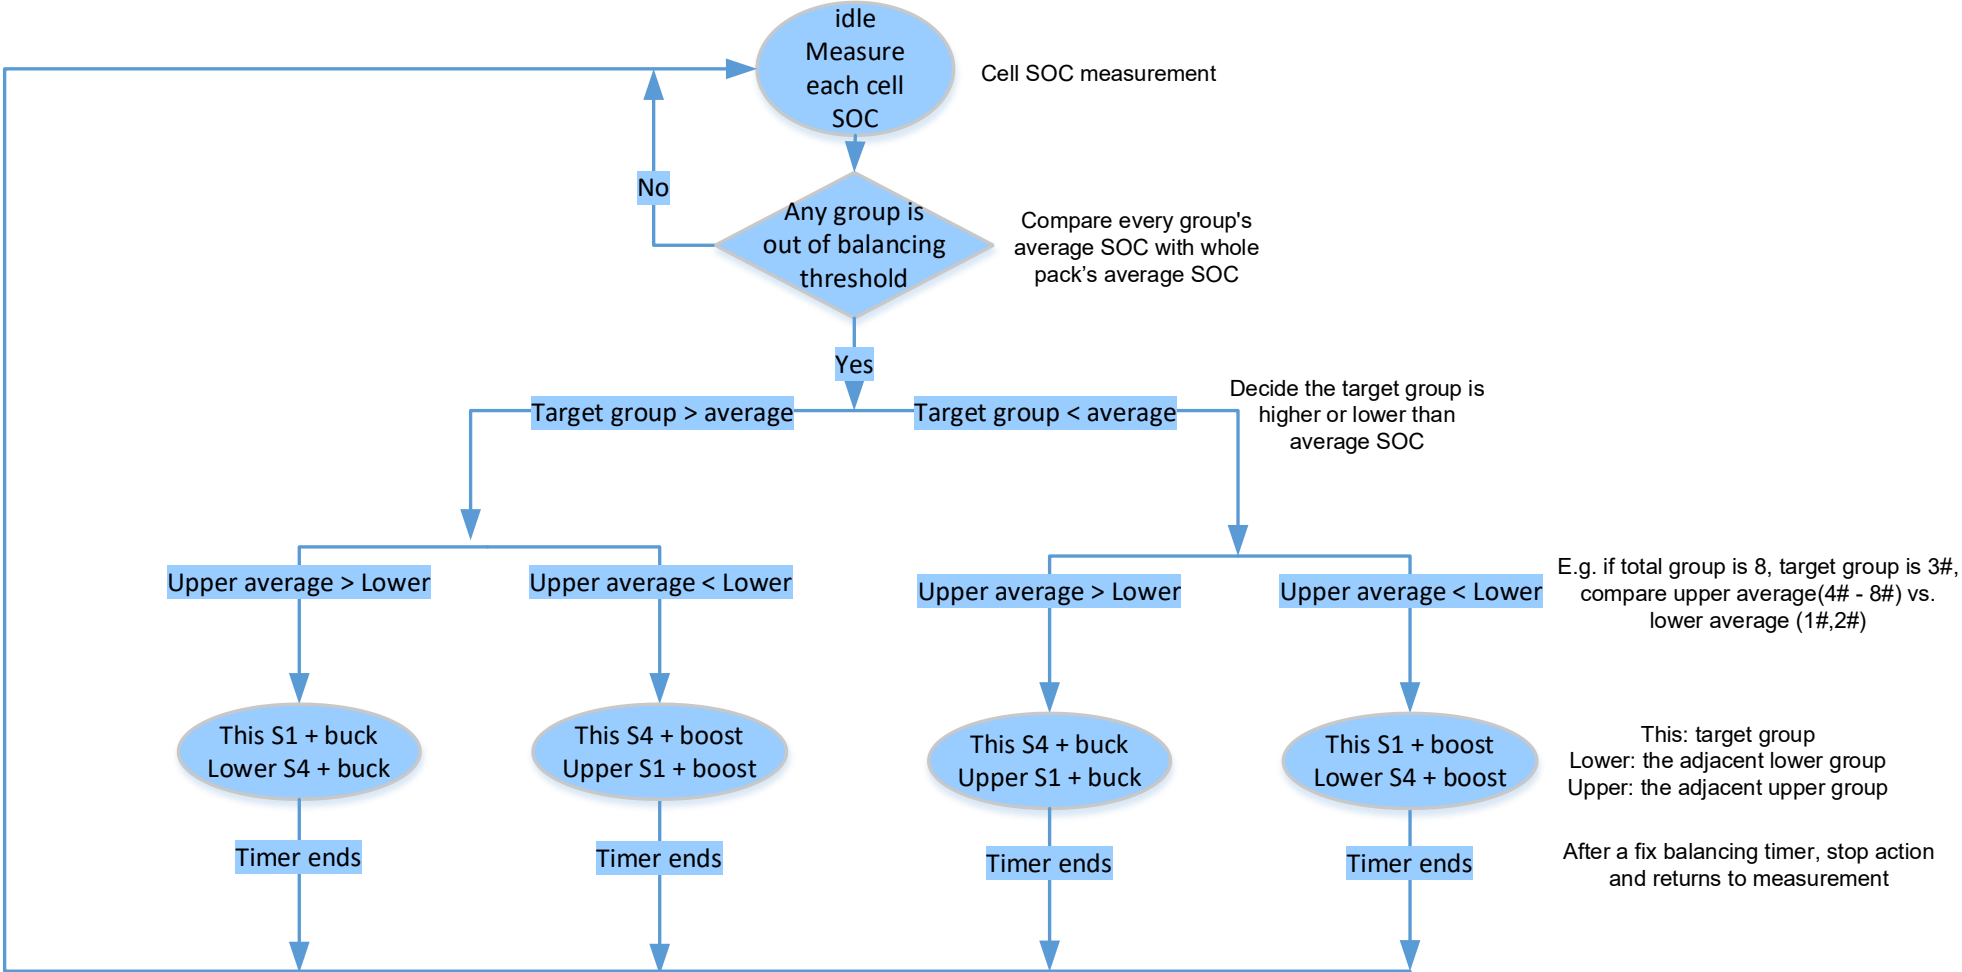 idle
Measure
each cell
SOC
Cell SOC measurement
No
Any group is
out of balancing
threshold
Compare every group's
average SOC with whole
pack’s average SOC
Yes
Target group > average
Target group < average
Decide the target group is
higher or lower than
average SOC
Upper average > Lower
Upper average < Lower
Upper average > Lower
Upper average < Lower
E.g. if total group is 8, target group is 3#,
compare upper average(4# - 8#) vs.
lower average (1#,2#)
This S1 + buck
Lower S4 + buck
This S4 + boost
Upper S1 + boost
This S4 + buck
Upper S1 + buck
This S1 + boost
Lower S4 + boost
This: target group
Lower: the adjacent lower group
Upper: the adjacent upper group
Timer ends
Timer ends
Timer ends
Timer ends
After a fix balancing timer, stop action
and returns to measurement